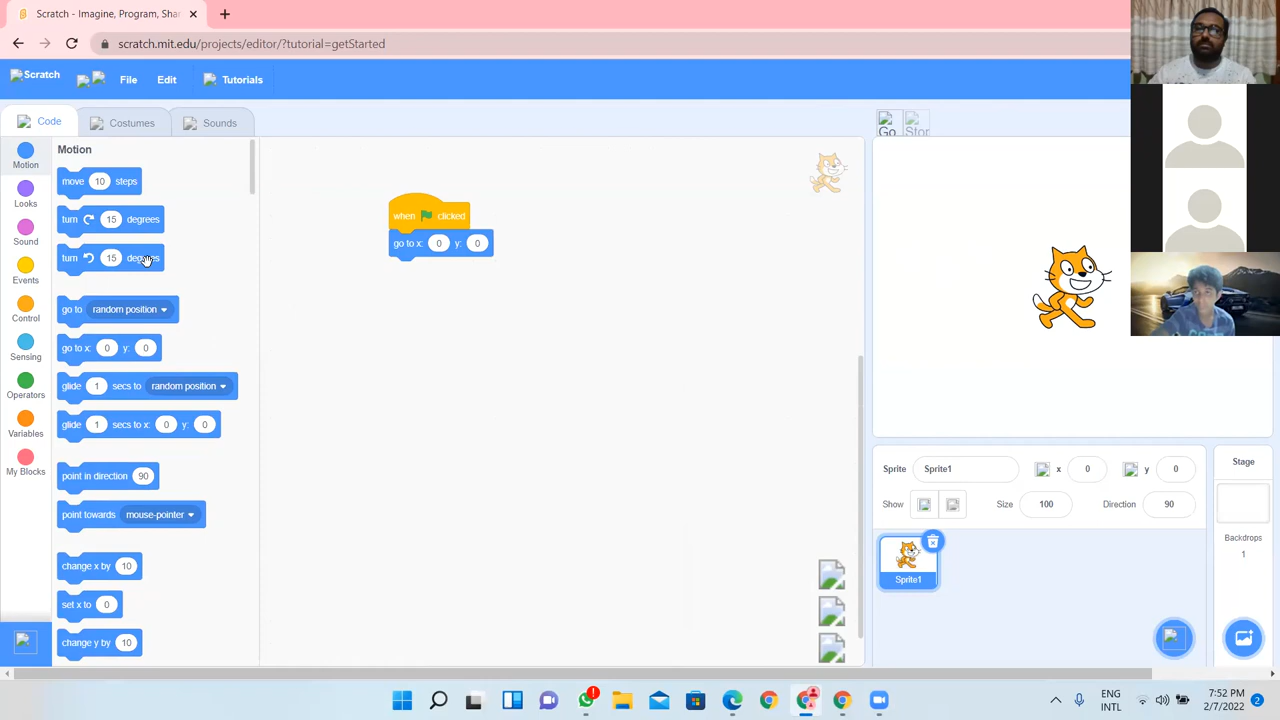 Scratch - Imagine, Program, Shar
scratch.mit.edu/projects/editor/?tutorial=getStarted
Scratch File Edit Tutorials
Code Costumes Sounds
Go Stop
Motion
Motion
Looks
Sound
Events
Control
Sensing
Operators
Variables
My Blocks
move 10 steps
turn 15 degrees
turn 15 degrees
go to random position
go to x: 0 y: 0
glide 1 secs to random position
glide 1 secs to x: 0 y: 0
point in direction 90
point towards mouse-pointer
change x by 10
set x to 0
change y by 10
when clicked
go to x: 0 y: 0
Sprite Sprite1 x 0 y 0
Show Size 100 Direction 90
Sprite1
Stage
Backdrops
1
ENG
INTL
7:52 PM
2/7/2022
2